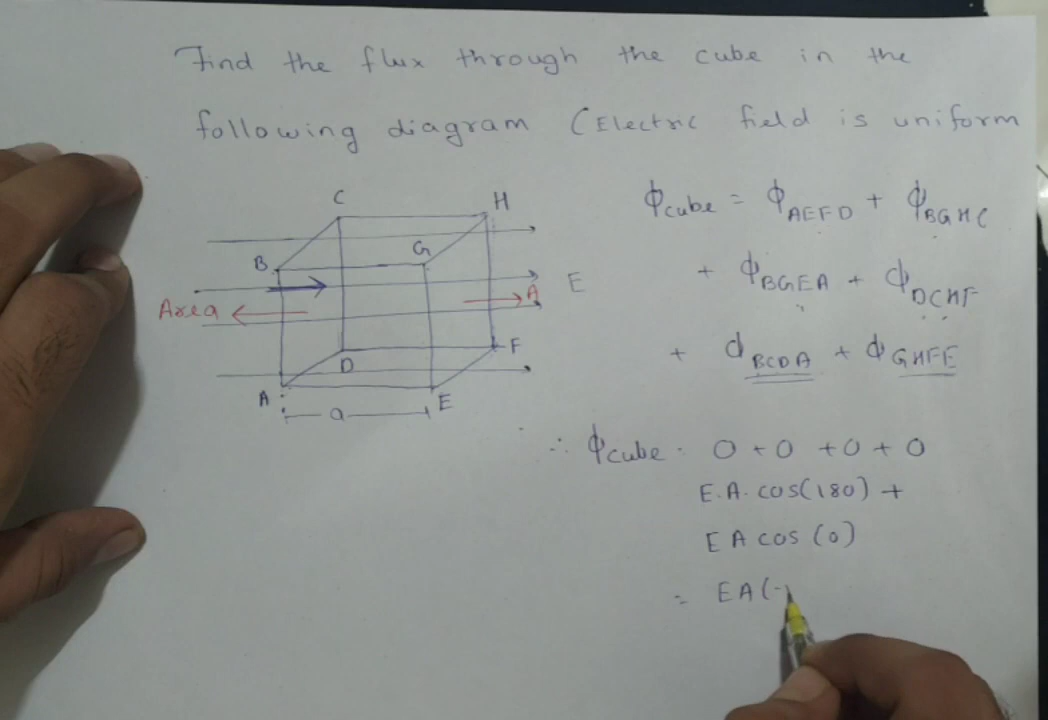 Find the flux through the cube in the
following diagram (Electric field is uniform
C H
B G
Area A E
D F
A E
a
ϕcube = ϕAEFD + ϕBGHC
+ ϕBGEA + ϕDCHF
+ ϕBCDA + ϕGHFE
∴ ϕcube = 0 + 0 + 0 + 0
E.A. cos(180) +
E A cos (0)
= EA(-